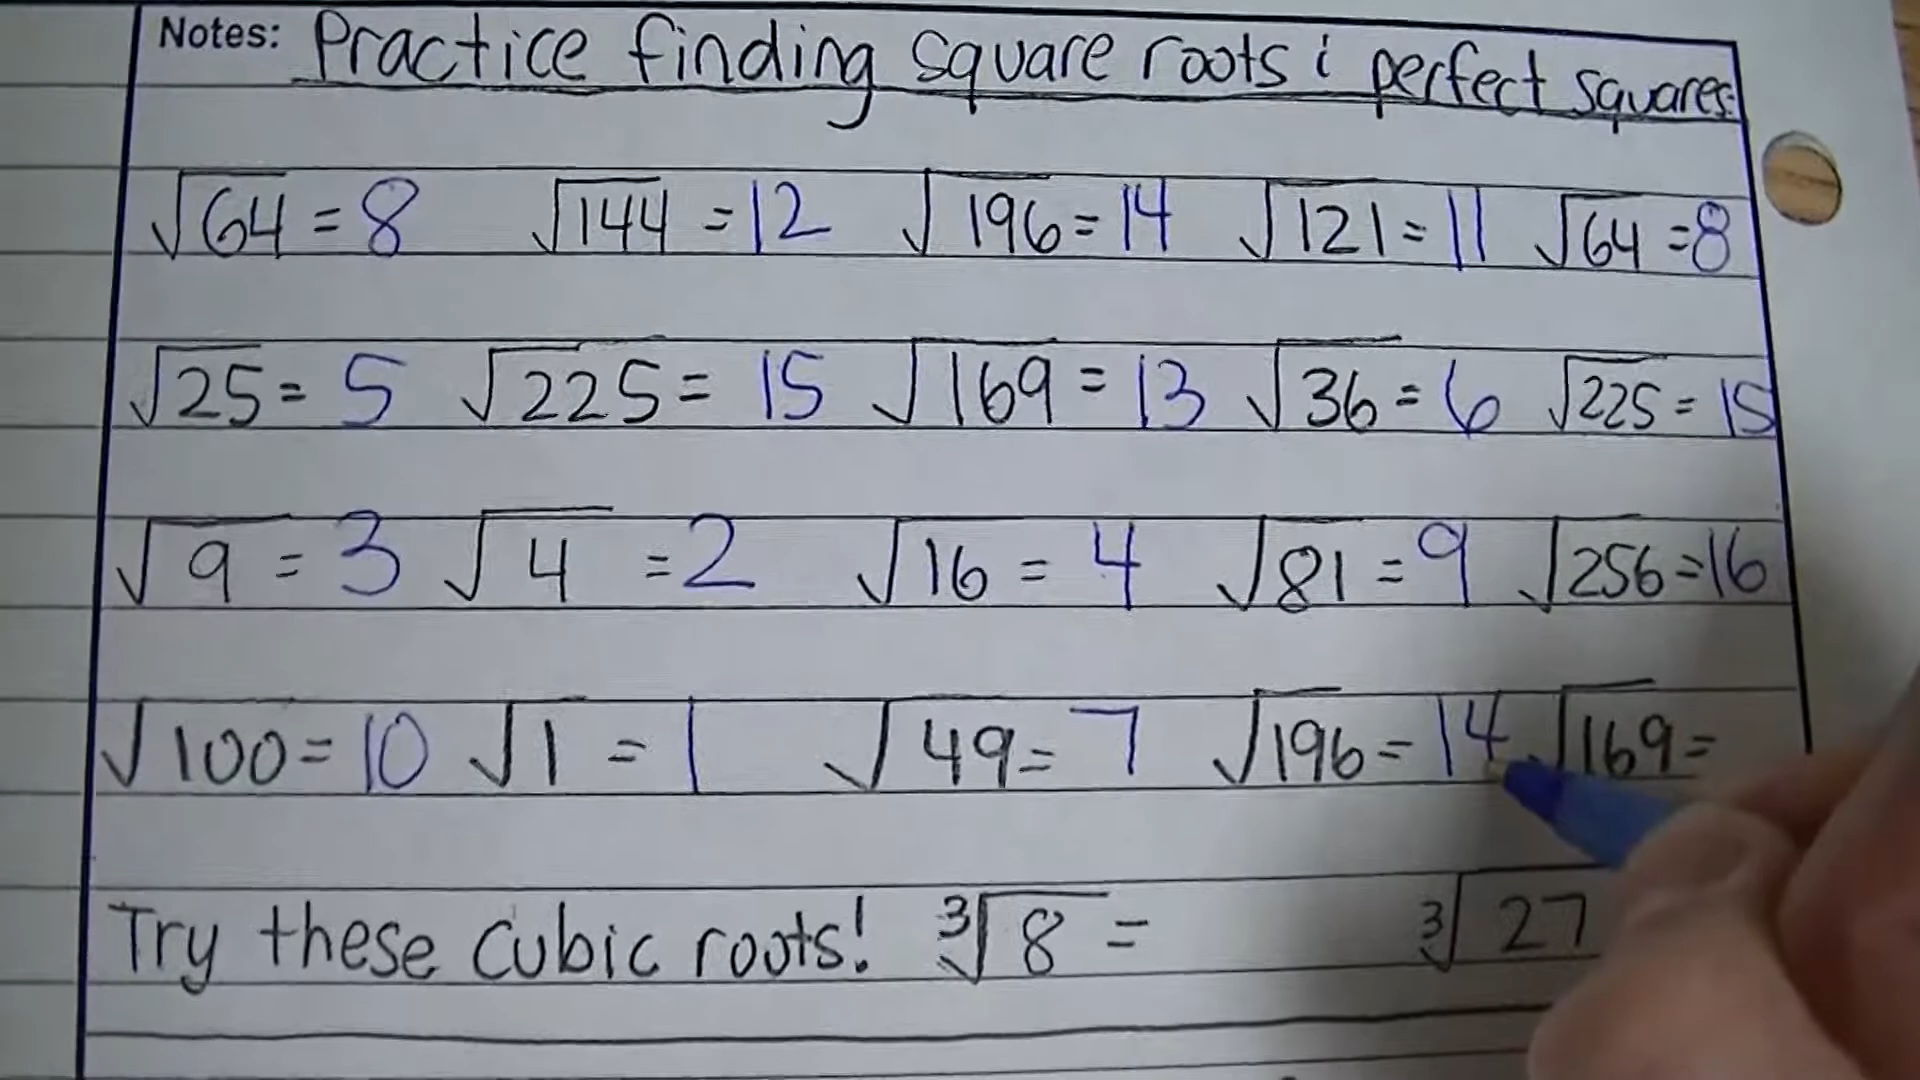 Notes: Practice finding square roots & perfect squares.
√64 = 8 √144 = 12 √196 = 14 √121 = 11 √64 = 8
√25 = 5 √225 = 15 √169 = 13 √36 = 6 √225 = 15
√9 = 3 √4 = 2 √16 = 4 √81 = 9 √256 = 16
√100 = 10 √1 = 1 √49 = 7 √196 = 14 √169 =
Try these cubic roots! ³√8 = ³√27